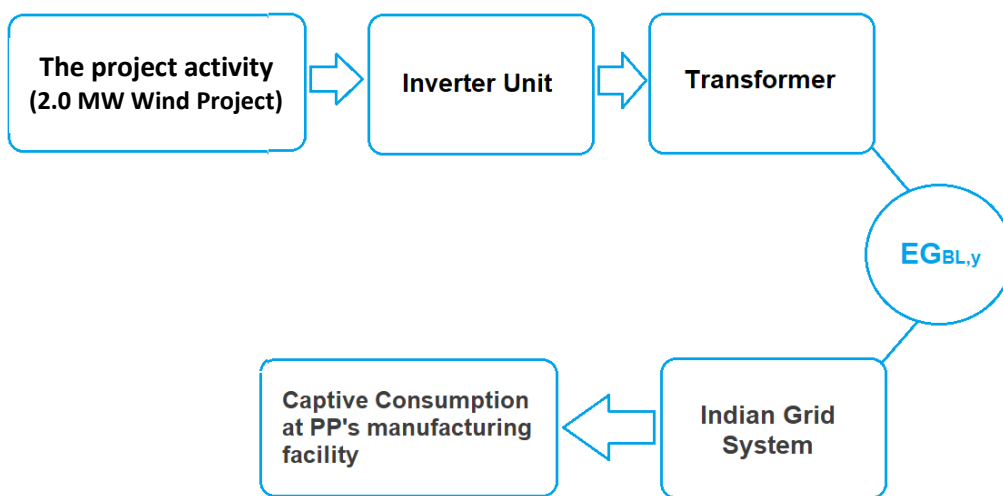 The project activity
(2.0 MW Wind Project)
Inverter Unit
Transformer
EGBL,y
Indian Grid
System
Captive Consumption
at PP's manufacturing
facility